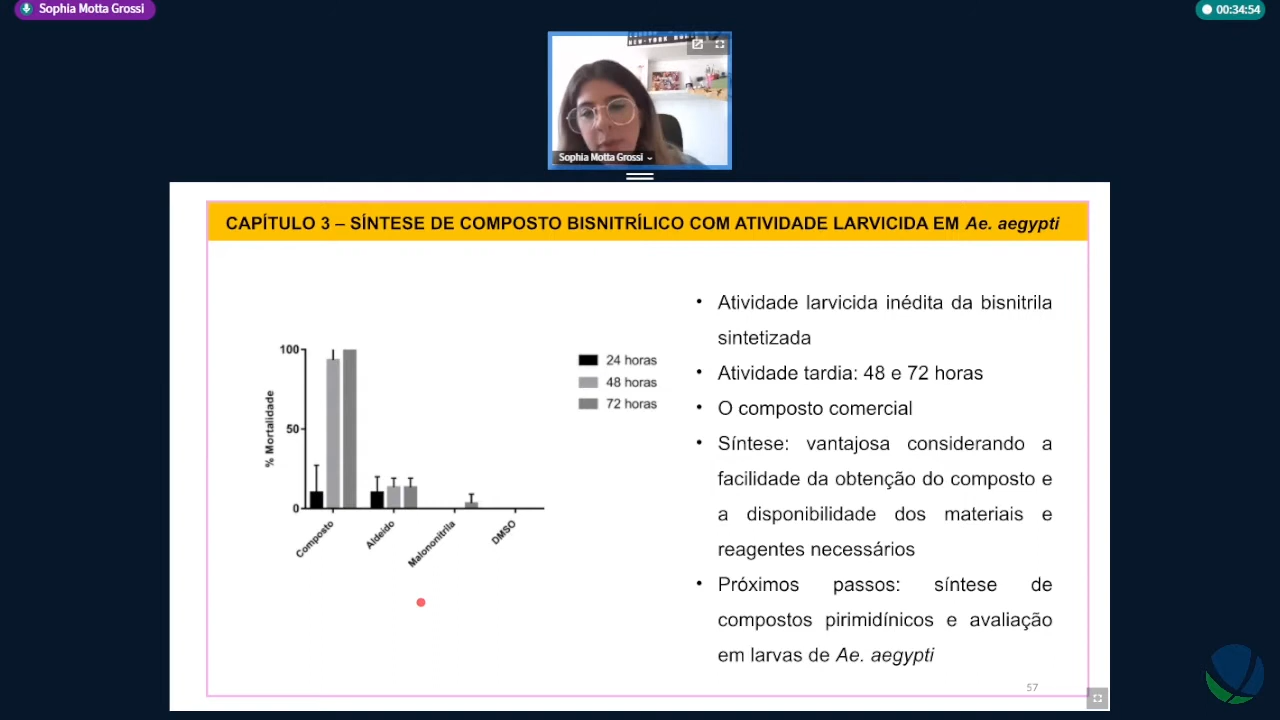 Sophia Motta Grossi
00:34:54
Sophia Motta Grossi
CAPÍTULO 3 – SÍNTESE DE COMPOSTO BISNITRÍLICO COM ATIVIDADE LARVICIDA EM Ae. aegypti
100
50
0
% Mortalidade
Composto
Aldeído
Malononitrila
DMSO
24 horas
48 horas
72 horas
• Atividade larvicida inédita da bisnitrila
sintetizada
• Atividade tardia: 48 e 72 horas
• O composto comercial
• Síntese: vantajosa considerando a
facilidade da obtenção do composto e
a disponibilidade dos materiais e
reagentes necessários
• Próximos passos: síntese de
compostos pirimidínicos e avaliação
em larvas de Ae. aegypti
57